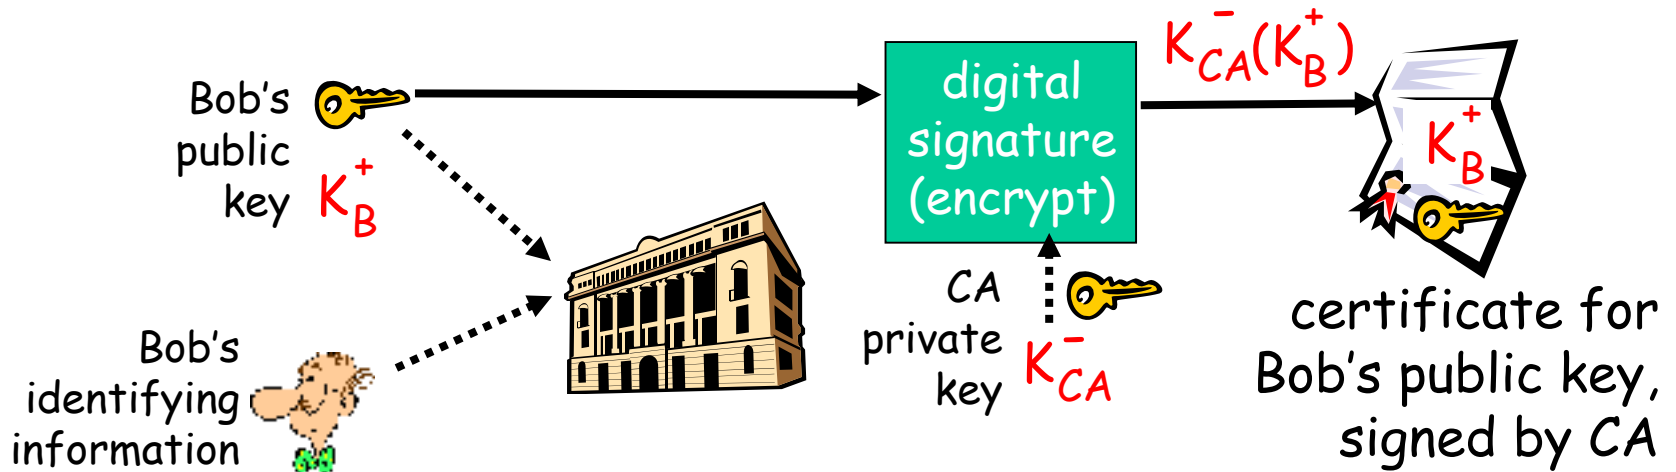 Bob's
public
key
K_B^+
digital
signature
(encrypt)
K_CA^-(K_B^+)
K_B^+
CA
private
key
K_CA^-
certificate for
Bob's public key,
signed by CA
Bob's
identifying
information